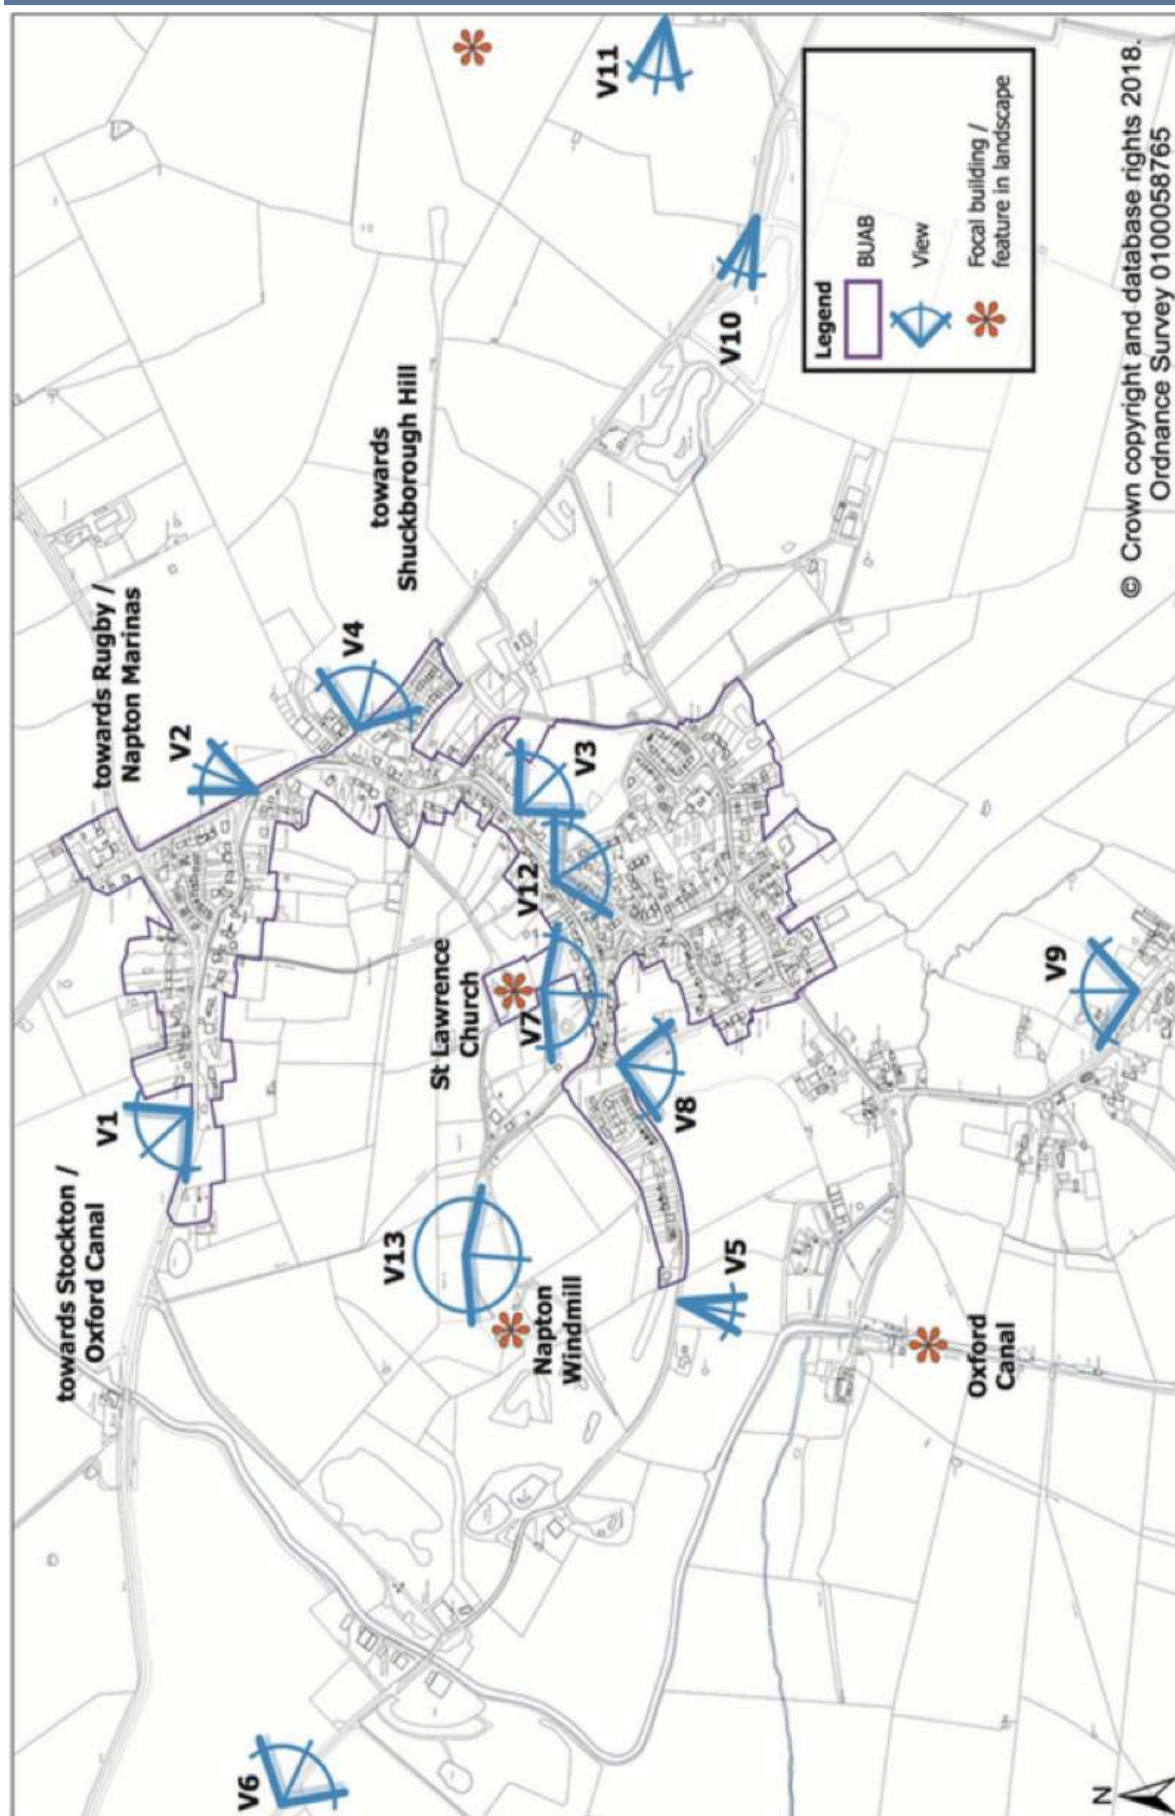 towards Stockton /
Oxford Canal
towards Rugby /
Napton Marinas
towards
Shuckborough Hill
St Lawrence
Church
Napton
Windmill
Oxford
Canal
V1
V2
V3
V4
V5
V6
V7
V8
V9
V10
V11
V12
V13
Legend
BUAB
View
Focal building /
feature in landscape
N
© Crown copyright and database rights 2018.
Ordnance Survey 0100058765